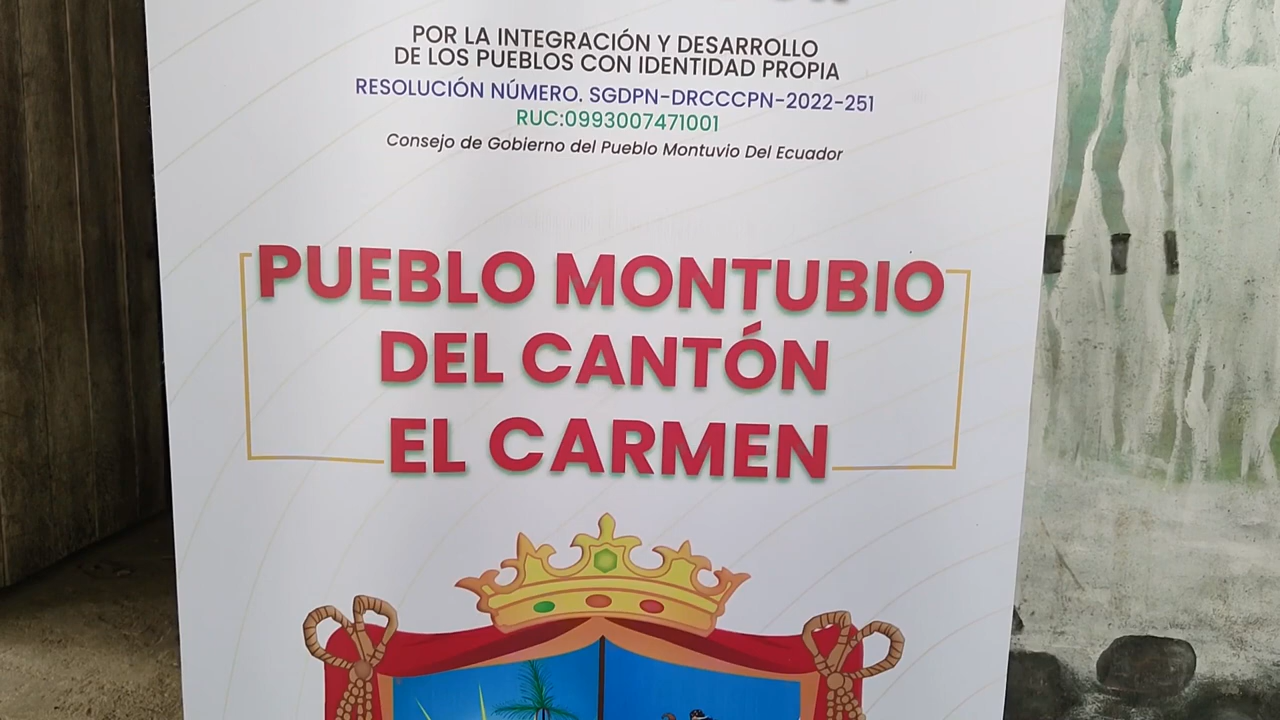 POR LA INTEGRACIÓN Y DESARROLLO
DE LOS PUEBLOS CON IDENTIDAD PROPIA
RESOLUCIÓN NÚMERO. SGDPN-DRCCCPN-2022-251
RUC:0993007471001
Consejo de Gobierno del Pueblo Montuvio Del Ecuador
PUEBLO MONTUBIO
DEL CANTÓN
EL CARMEN